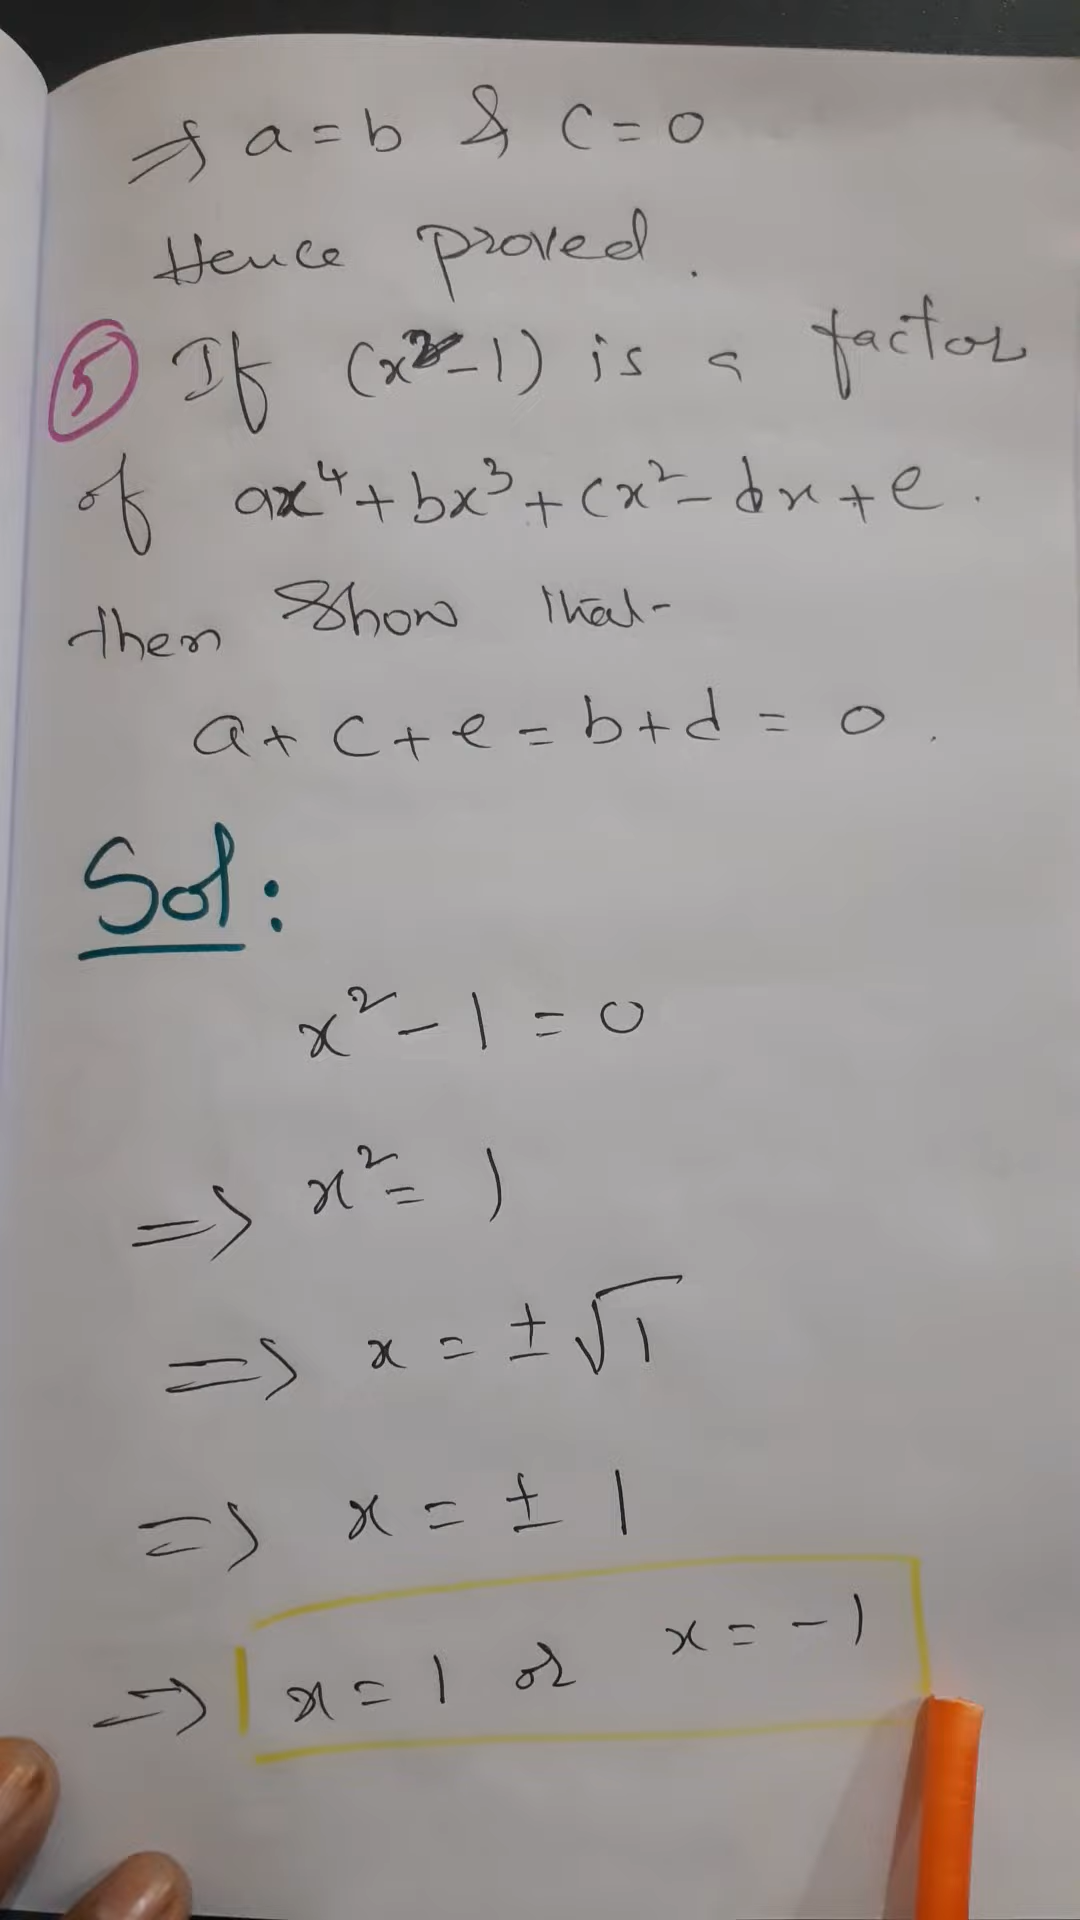 ⇒ a = b & c = 0
Hence proved.
5 If (x²-1) is a factor
of ax⁴ + bx³ + cx² - dx + e.
then show that
a + c + e = b + d = 0.
Sol:
x² - 1 = 0
⇒ x² = 1
⇒ x = ± √1
⇒ x = ± 1
⇒ x = 1 or x = -1